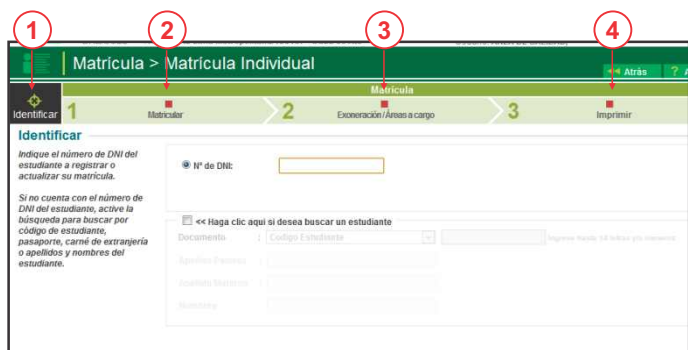 1
2
3
4
Matrícula > Matrícula Individual
Atrás
?
Matrícula
Identificar
1
Matricular
2
Exoneración/Áreas a cargo
3
Imprimir
Identificar
Indique el número de DNI del
estudiante a registrar o
actualizar su matrícula.
Nº de DNI:
Si no cuenta con el número de
DNI del estudiante, active la
búsqueda para buscar por
código de estudiante,
pasaporte, carné de extranjería
o apellidos y nombres del
estudiante.
<< Haga clic aqui si desea buscar un estudiante
Documento : Codigo Estudiante
Apellido Paterno :
Apellido Materno :
Nombres :